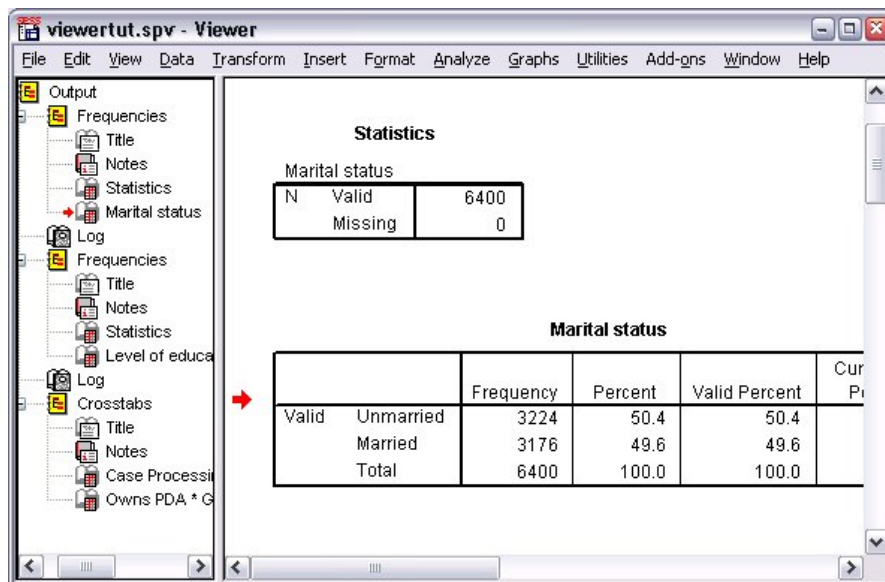 viewertut.spv - Viewer
File Edit View Data Transform Insert Format Analyze Graphs Utilities Add-ons Window Help
Output
Frequencies
Title
Notes
Statistics
Marital status
Log
Frequencies
Title
Notes
Statistics
Level of educa
Log
Crosstabs
Title
Notes
Case Processi
Owns PDA * G
Statistics
Marital status
N Valid 6400
Missing 0
Marital status
Frequency Percent Valid Percent
Valid Unmarried 3224 50.4 50.4
Married 3176 49.6 49.6
Total 6400 100.0 100.0